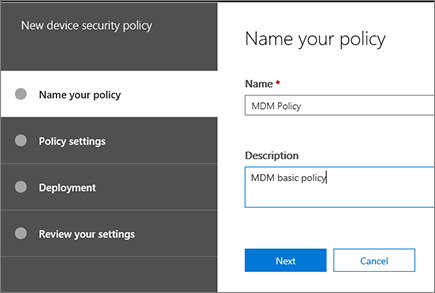 New device security policy
Name your policy
Policy settings
Deployment
Review your settings
Name your policy
Name *
MDM Policy
Description
MDM basic policy
Next
Cancel